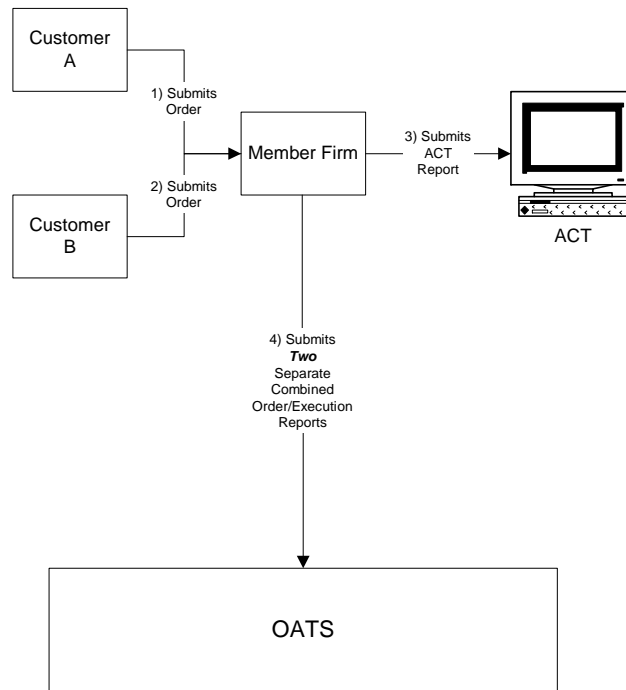 Customer
A
1) Submits
Order
Member Firm
3) Submits
ACT
Report
2) Submits
Order
Customer
B
ACT
4) Submits
Two
Separate
Combined
Order/Execution
Reports
OATS